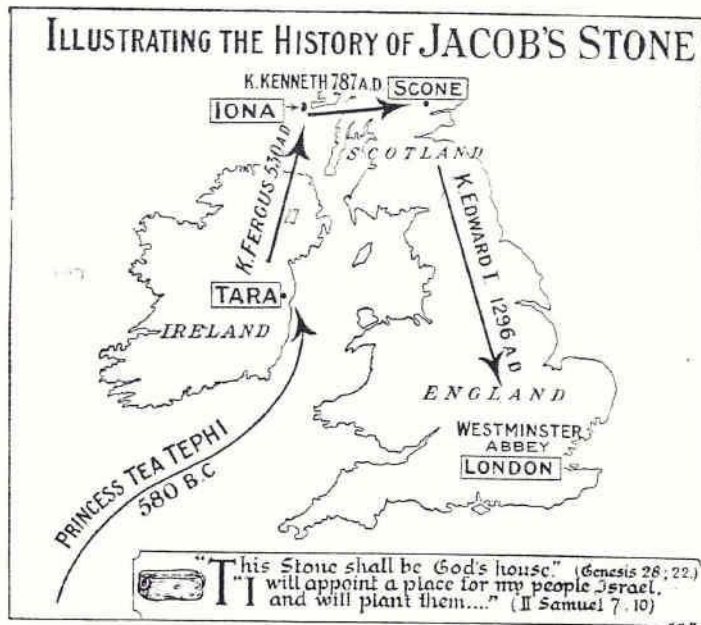 ILLUSTRATING THE HISTORY OF JACOB'S STONE
K. KENNETH 787 A.D
SCONE
IONA
SCOTLAND
K. FERGUS 530 A.D
K. EDWARD I. 1296 A D
TARA
IRELAND
ENGLAND
WESTMINSTER
ABBEY
LONDON
PRINCESS TEA TEPHI
580 B.C
"This Stone shall be God's house." (Genesis 28; 22.)
"I will appoint a place for my people Israel,
and will plant them...." (II Samuel 7. 10)